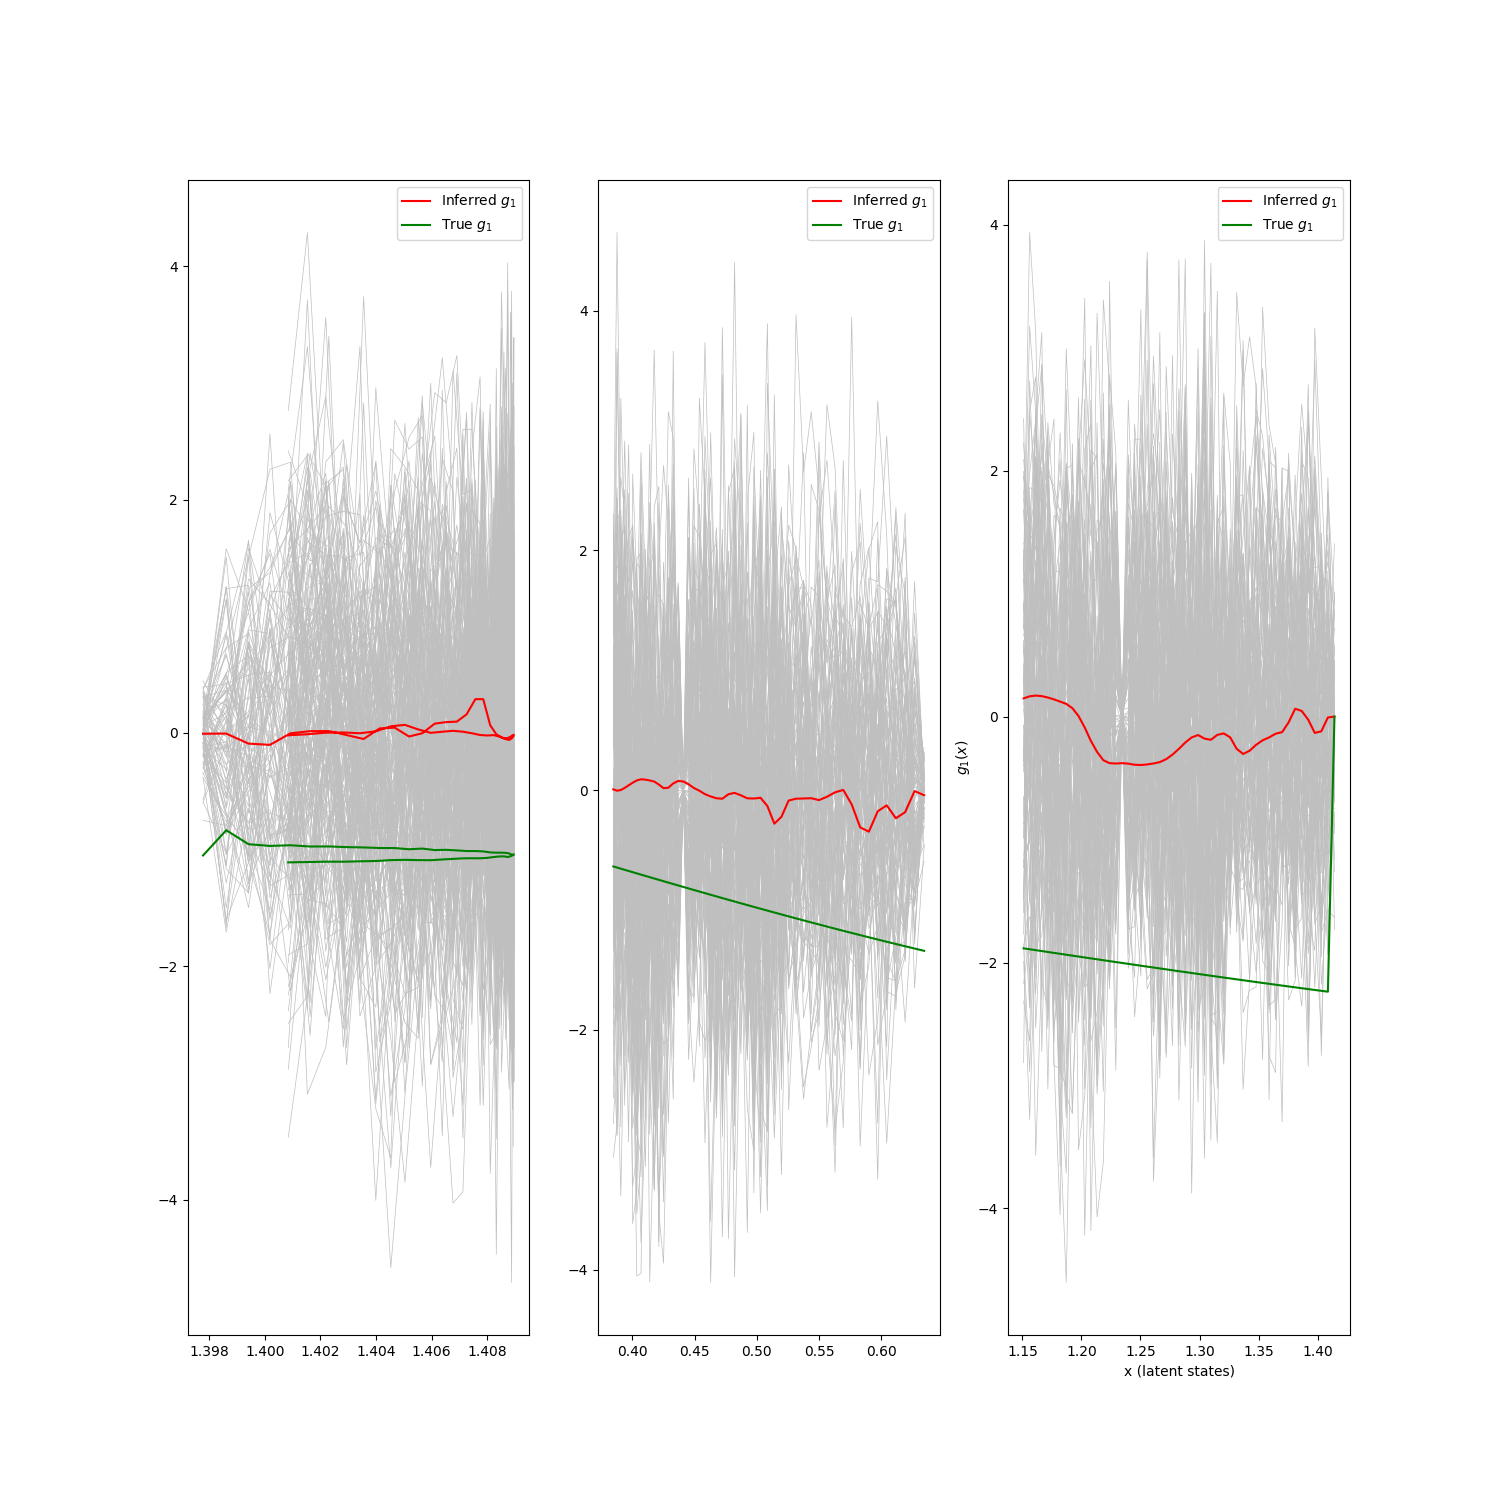 Inferred g₁
True g₁
4
2
0
−2
−4
1.398 1.400 1.402 1.404 1.406 1.408
Inferred g₁
True g₁
4
2
0
−2
−4
0.40 0.45 0.50 0.55 0.60
Inferred g₁
True g₁
4
2
0
−2
−4
g₁(x)
1.15 1.20 1.25 1.30 1.35 1.40
x (latent states)